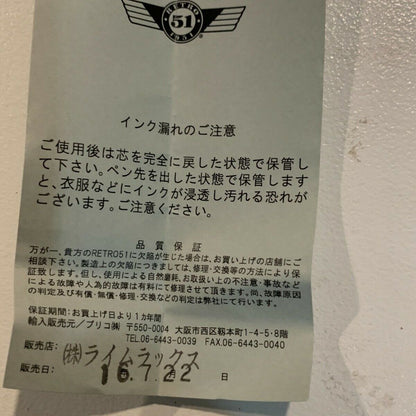 RETRO
51
1951
インク漏れのご注意
ご使用後は芯を完全に戻した状態で保管し
て下さい。ペン先を出した状態で保管します
と、衣服などにインクが浸透し汚れる恐れが
ございます。ご注意ください。
品質保証
万が一、貴方のRETRO51に欠陥が生じた場合は、お買い上げの店舗にご
相談下さい。製造上の欠陥につきましては、修理・交換等の方法により保
証致します。但し、使用による自然磨耗、お取扱い上の不注意・事故など
による故障や人為的故障は有料にて修理させて頂きます。尚、故障原因
の判定及び有償・無償・修理・交換などの判定は弊社にて行います。
保証期間:お買上げ日より1カ年間
輸入販売元/プリコ㈱ 〒550-0004 大阪市西区靱本町1-4-5・8階
TEL.06-6443-0039 FAX.06-6443-0040
販売店: ㈱ライムラックス
販売日: 16.7.22 日